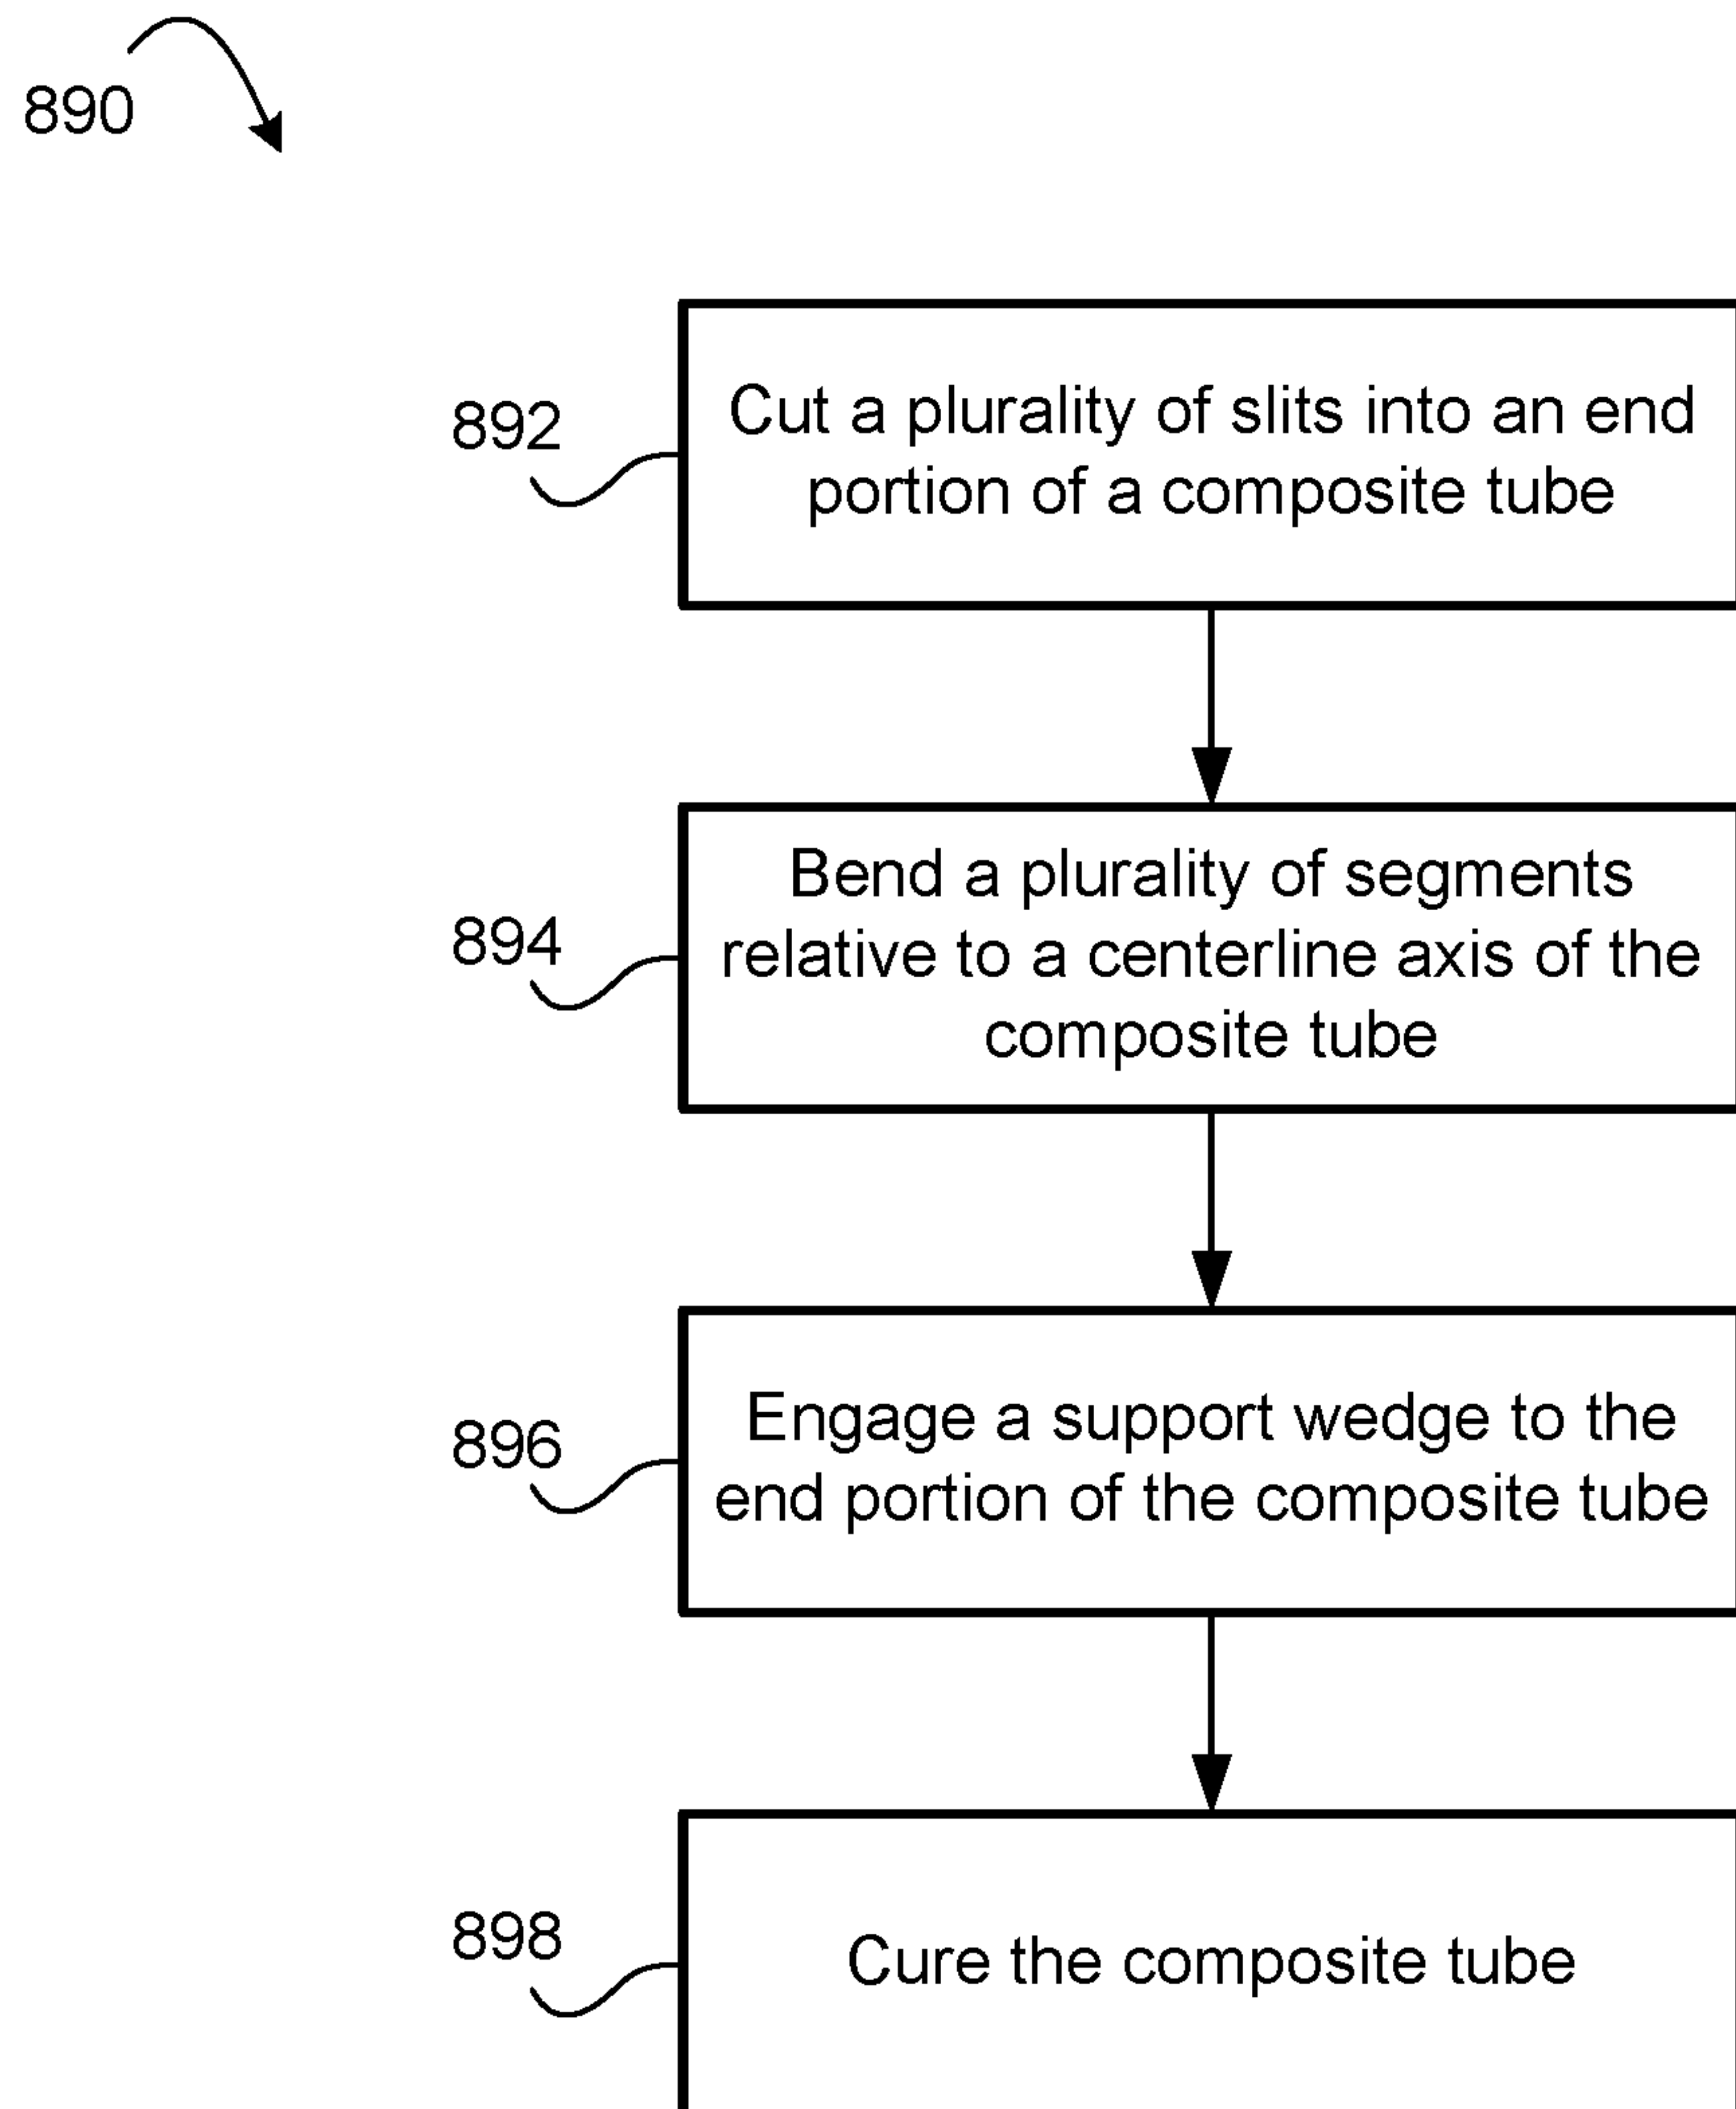 890
892
Cut a plurality of slits into an end
portion of a composite tube
894
Bend a plurality of segments
relative to a centerline axis of the
composite tube
896
Engage a support wedge to the
end portion of the composite tube
898
Cure the composite tube